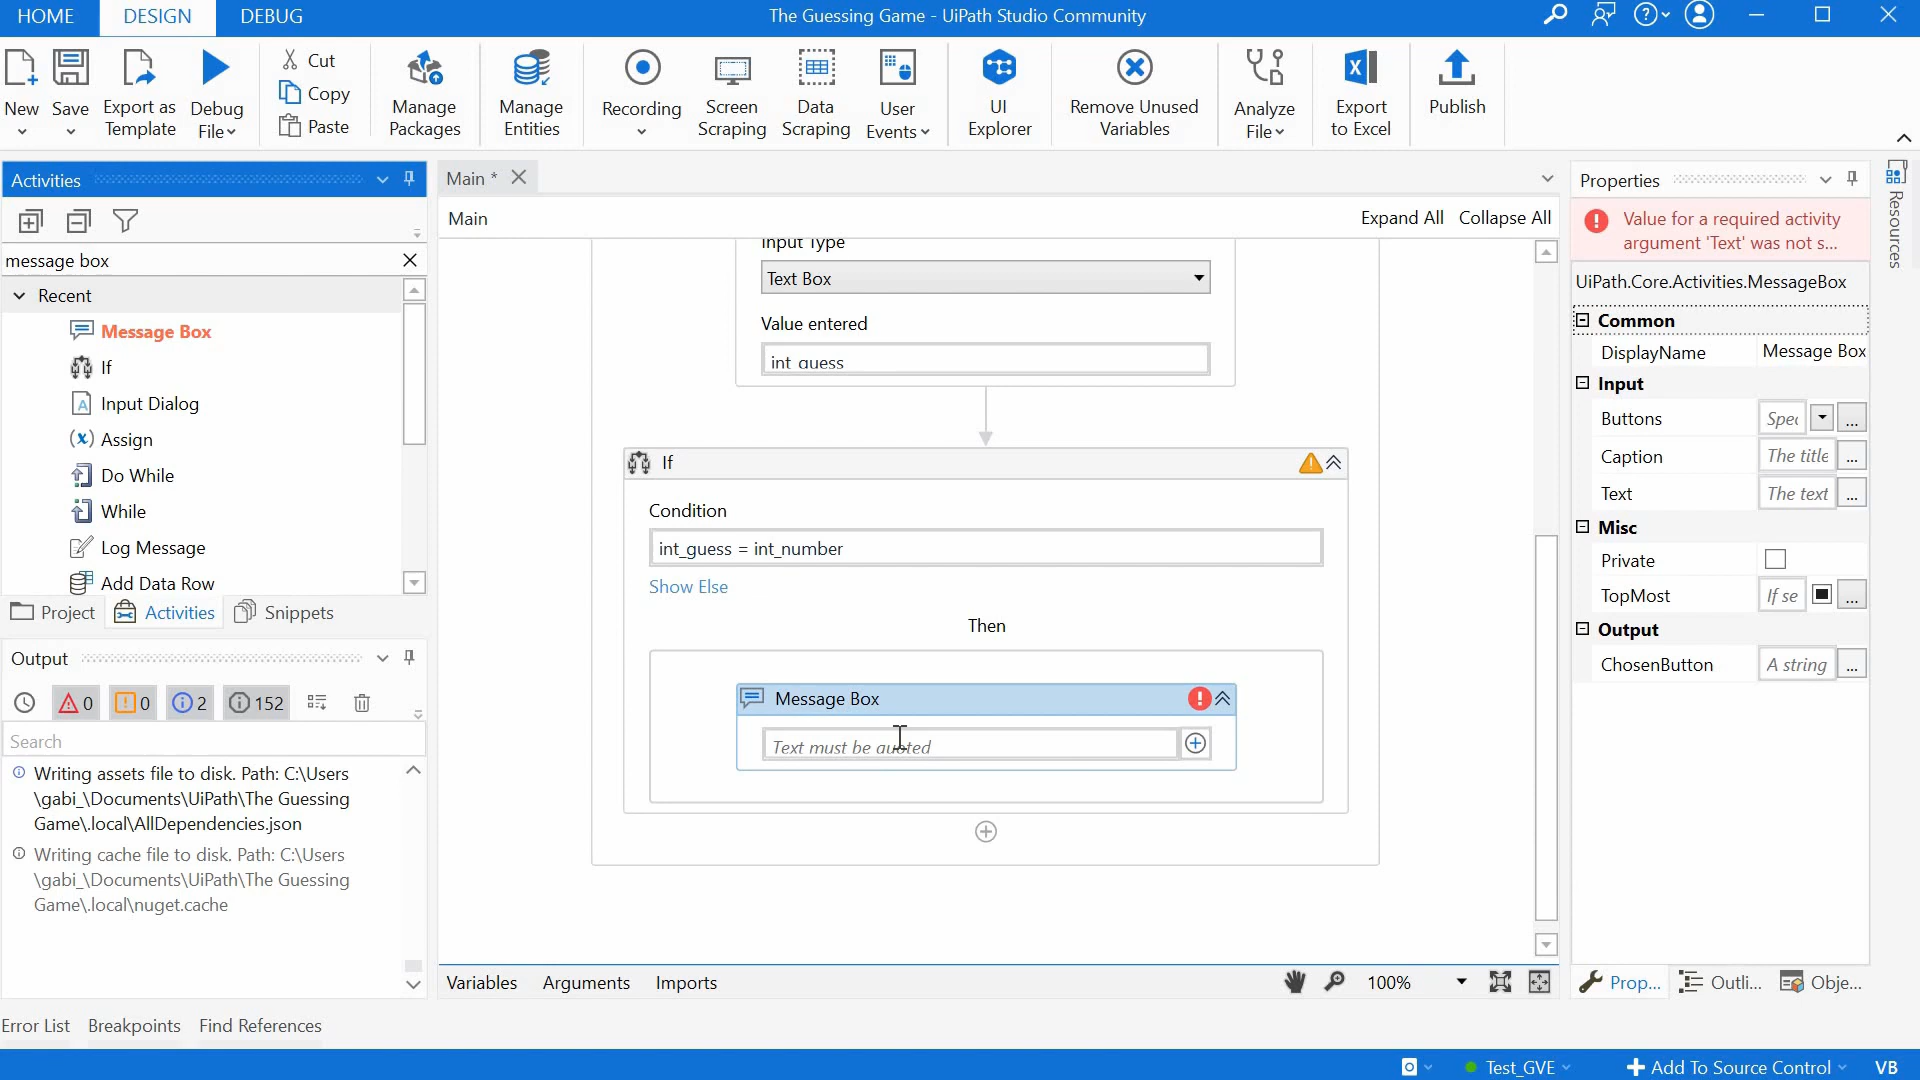 HOME
DESIGN
DEBUG
The Guessing Game - UiPath Studio Community
New
Save
Export as
Template
Debug
File
Cut
Copy
Paste
Manage
Packages
Manage
Entities
Recording
Screen
Scraping
Data
Scraping
User
Events
UI
Explorer
Remove Unused
Variables
Analyze
File
Export
to Excel
Publish
Activities
message box
Recent
Message Box
If
Input Dialog
Assign
Do While
While
Log Message
Add Data Row
Project
Activities
Snippets
Output
0
0
2
152
Search
Writing assets file to disk. Path: C:\Users
\gabi_\Documents\UiPath\The Guessing
Game\.local\AllDependencies.json
Writing cache file to disk. Path: C:\Users
\gabi_\Documents\UiPath\The Guessing
Game\.local\nuget.cache
Error List
Breakpoints
Find References
Main *
Main
Expand All
Collapse All
Input Type
Text Box
Value entered
int_guess
If
Condition
int_guess = int_number
Show Else
Then
Message Box
Text must be quoted
Variables
Arguments
Imports
100%
Properties
Value for a required activity
argument 'Text' was not s...
UiPath.Core.Activities.MessageBox
Common
DisplayName
Message Box
Input
Buttons
Spec
...
Caption
The title
...
Text
The text
...
Misc
Private
TopMost
If se
...
Output
ChosenButton
A string
...
Prop...
Outli...
Obje...
Resources
Test_GVE
Add To Source Control
VB